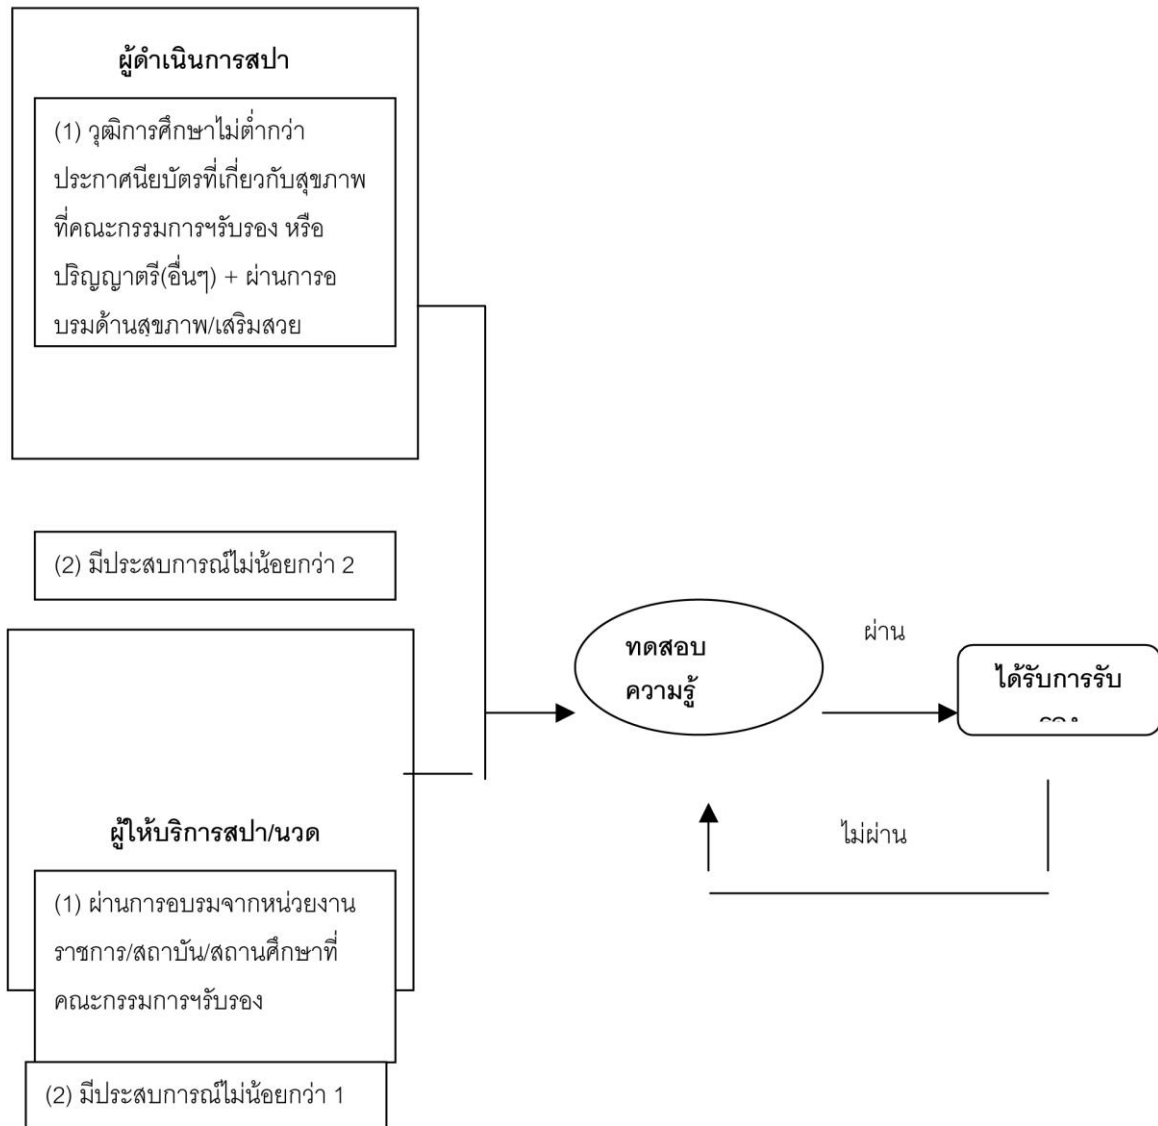 ผู้ดำเนินการสปา
(1) วุฒิการศึกษาไม่ต่ำกว่า
ประกาศนียบัตรที่เกี่ยวกับสุขภาพ
ที่คณะกรรมการฯรับรอง หรือ
ปริญญาตรี(อื่นๆ) + ผ่านการอ
บรมด้านสุขภาพ/เสริมสวย
(2) มีประสบการณ์ไม่น้อยกว่า 2
ผู้ให้บริการสปา/นวด
(1) ผ่านการอบรมจากหน่วยงาน
ราชการ/สถาบัน/สถานศึกษาที่
คณะกรรมการฯรับรอง
(2) มีประสบการณ์ไม่น้อยกว่า 1
ทดสอบ
ความรู้
ผ่าน
ได้รับการรับ
ไม่ผ่าน